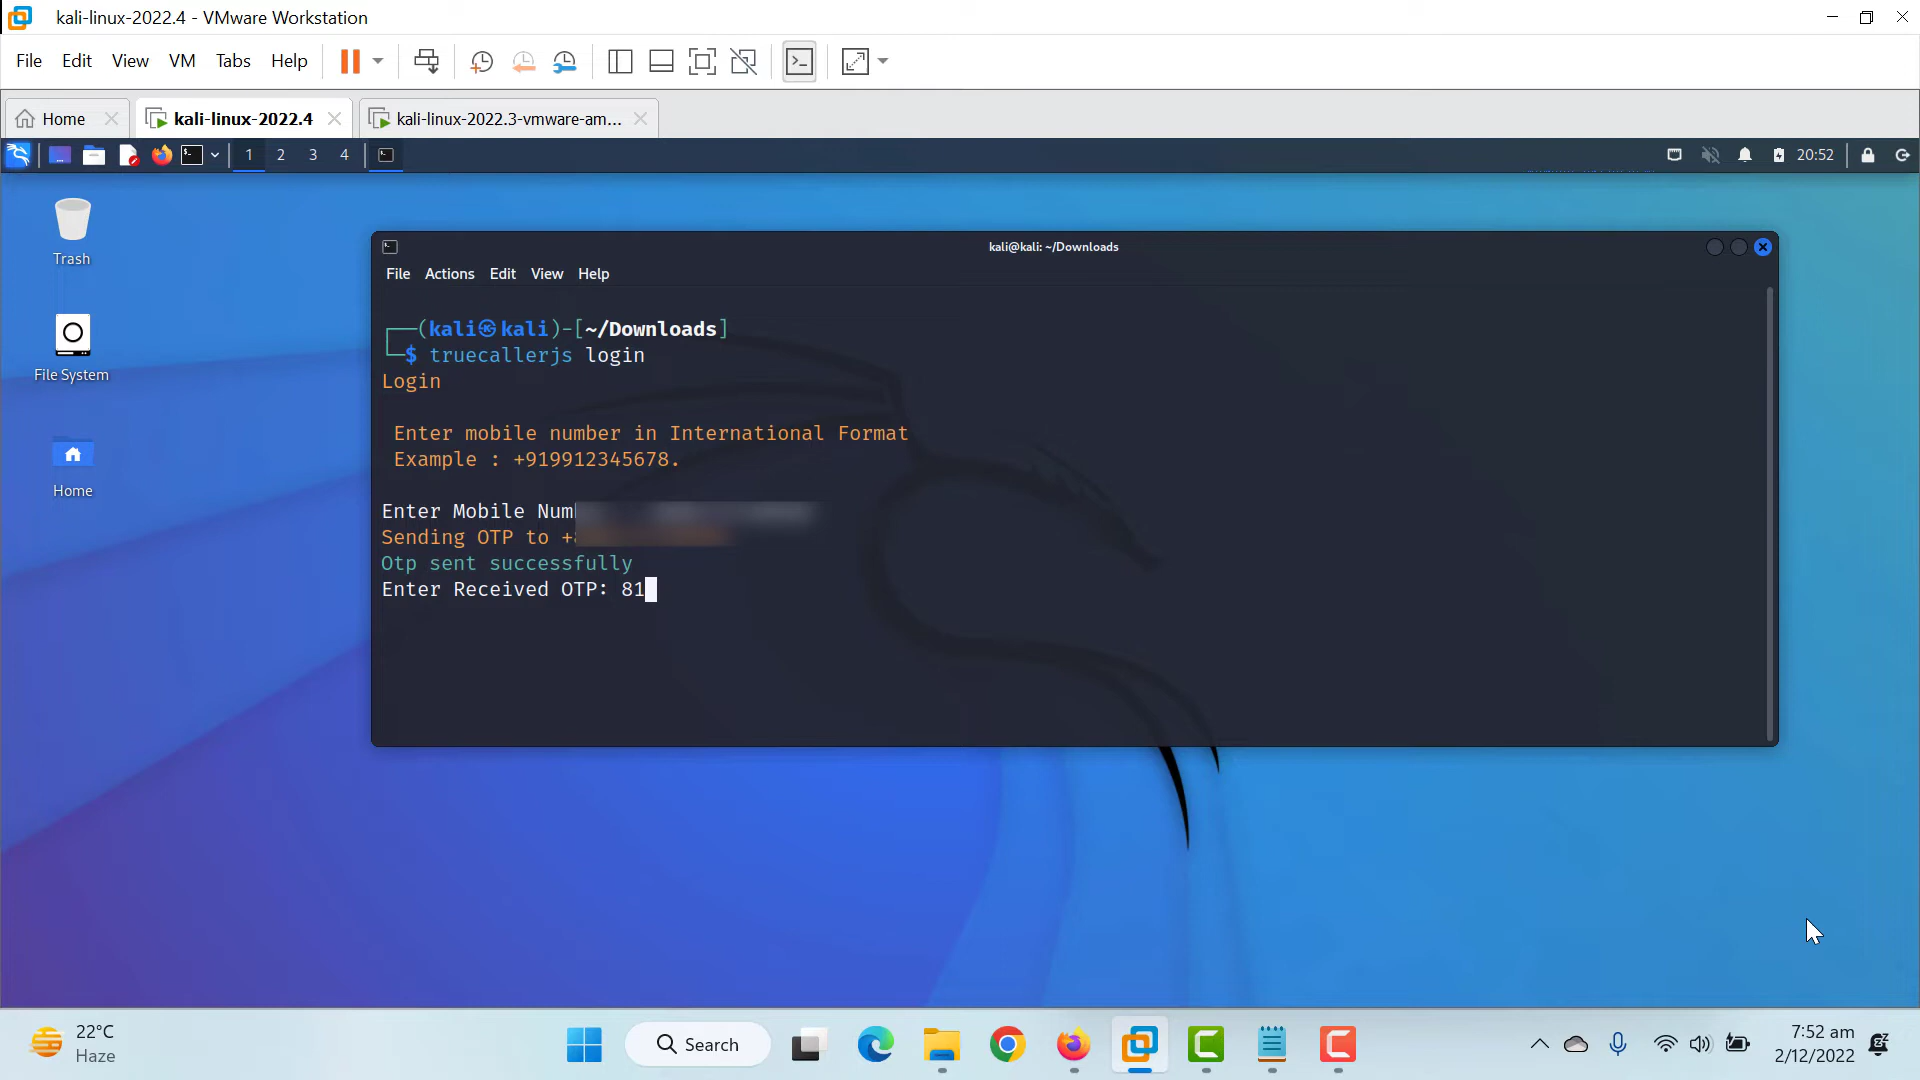 kali-linux-2022.4 - VMware Workstation
File Edit View VM Tabs Help
Home kali-linux-2022.4 kali-linux-2022.3-vmware-am...
1 2 3 4 20:52
Trash
File System
Home
kali@kali: ~/Downloads
File Actions Edit View Help
┌──(kali㉿kali)-[~/Downloads]
└─$ truecallerjs login
Login
Enter mobile number in International Format
Example : +919912345678.
Enter Mobile Num
Sending OTP to +
Otp sent successfully
Enter Received OTP: 81
22°C
Haze
Search
7:52 am
2/12/2022